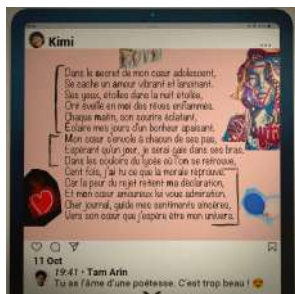 Kimi
Dans le secret de mon cœur adolescent,
Se cache un amour vibrant et lancinant.
Ses yeux, étoiles dans la nuit étoilée,
Ont éveillé en moi des rêves enflammés.
Chaque matin, son sourire éclatant,
Éclaire mes jours d'un bonheur apaisant.
Mon cœur s'envole à chacun de ses pas,
Espérant qu'un jour, je serai gaie dans ses bras,
Dans les couloirs du lycée où l'on se retrouve,
Cent fois, j'ai tu ce que la morale réprouve.
Car la peur du rejet retient ma déclaration,
Et mon cœur amoureux lui voue admiration,
Cher journal, guide mes sentiments sincères,
Vers son cœur que j'espère être mon univers.
11 Oct
19:41 • Tam Arin
Tu as l'âme d'une poétesse. C'est trop beau !